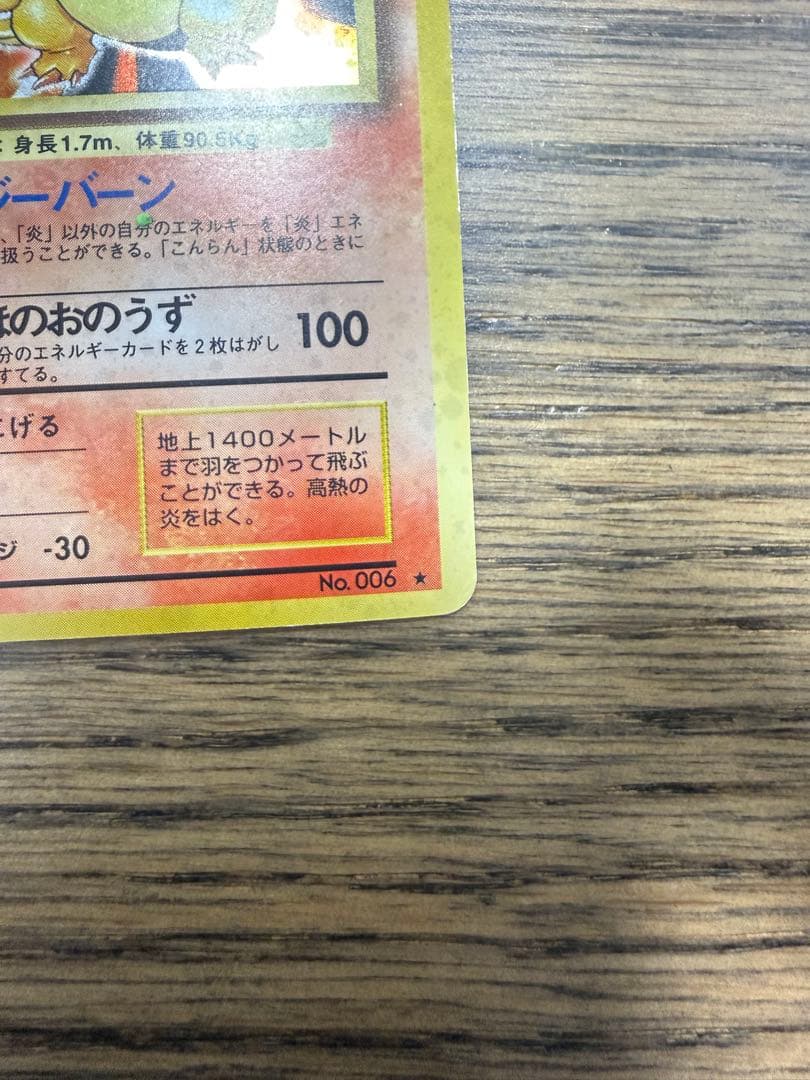 : 身長1.7m、体重90.5Kg
ジーバーン
、「炎」以外の自分のエネルギーを「炎」エネ
扱うことができる。「こんらん」状態のときに
ほのおのうず 100
分のエネルギーカードを2枚はがし
すてる。
にげる
地上1400メートル
まで羽をつかって飛ぶ
ことができる。高熱の
炎をはく。
ジ -30
No. 006 ★